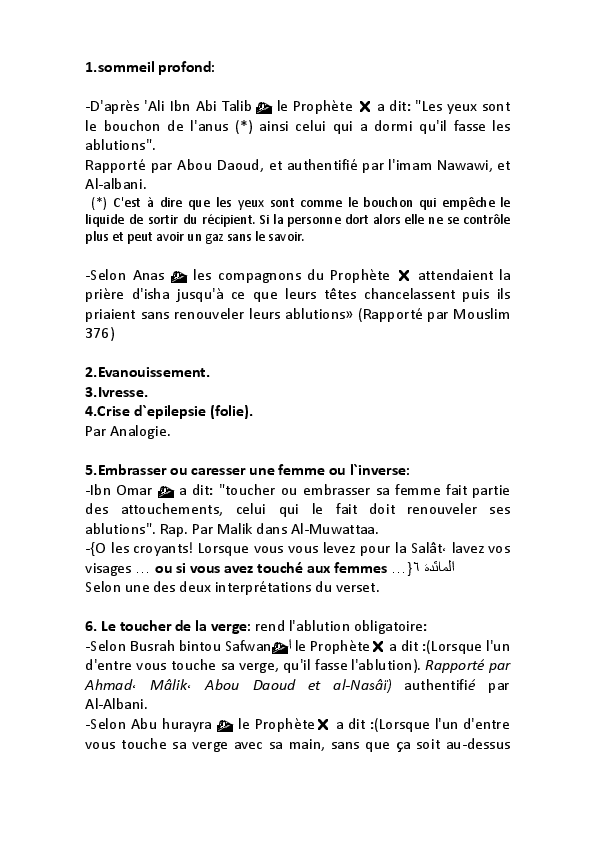 1.sommeil profond:
-D'après 'Ali Ibn Abi Talib le Prophète a dit: "Les yeux sont
le bouchon de l'anus (*) ainsi celui qui a dormi qu'il fasse les
ablutions".
Rapporté par Abou Daoud, et authentifié par l'imam Nawawi, et
Al-albani.
(*) C'est à dire que les yeux sont comme le bouchon qui empêche le
liquide de sortir du récipient. Si la personne dort alors elle ne se contrôle
plus et peut avoir un gaz sans le savoir.
-Selon Anas les compagnons du Prophète attendaient la
prière d'isha jusqu'à ce que leurs têtes chancelassent puis ils
priaient sans renouveler leurs ablutions» (Rapporté par Mouslim
376)
2.Evanouissement.
3.Ivresse.
4.Crise d`epilepsie (folie).
Par Analogie.
5.Embrasser ou caresser une femme ou l`inverse:
-Ibn Omar a dit: "toucher ou embrasser sa femme fait partie
des attouchements, celui qui le fait doit renouveler ses
ablutions". Rap. Par Malik dans Al-Muwattaa.
-{O les croyants! Lorsque vous vous levez pour la Salât، lavez vos
visages … ou si vous avez touché aux femmes …}٦ المائدة
Selon une des deux interprétations du verset.
6. Le toucher de la verge: rend l'ablution obligatoire:
-Selon Busrah bintou Safwan أ le Prophète a dit :(Lorsque l'un
d'entre vous touche sa verge, qu'il fasse l'ablution). Rapporté par
Ahmad، Mâlik، Abou Daoud et al-Nasâï) authentifié par
Al-Albani.
-Selon Abu hurayra le Prophète a dit :(Lorsque l'un d'entre
vous touche sa verge avec sa main, sans que ça soit au-dessus